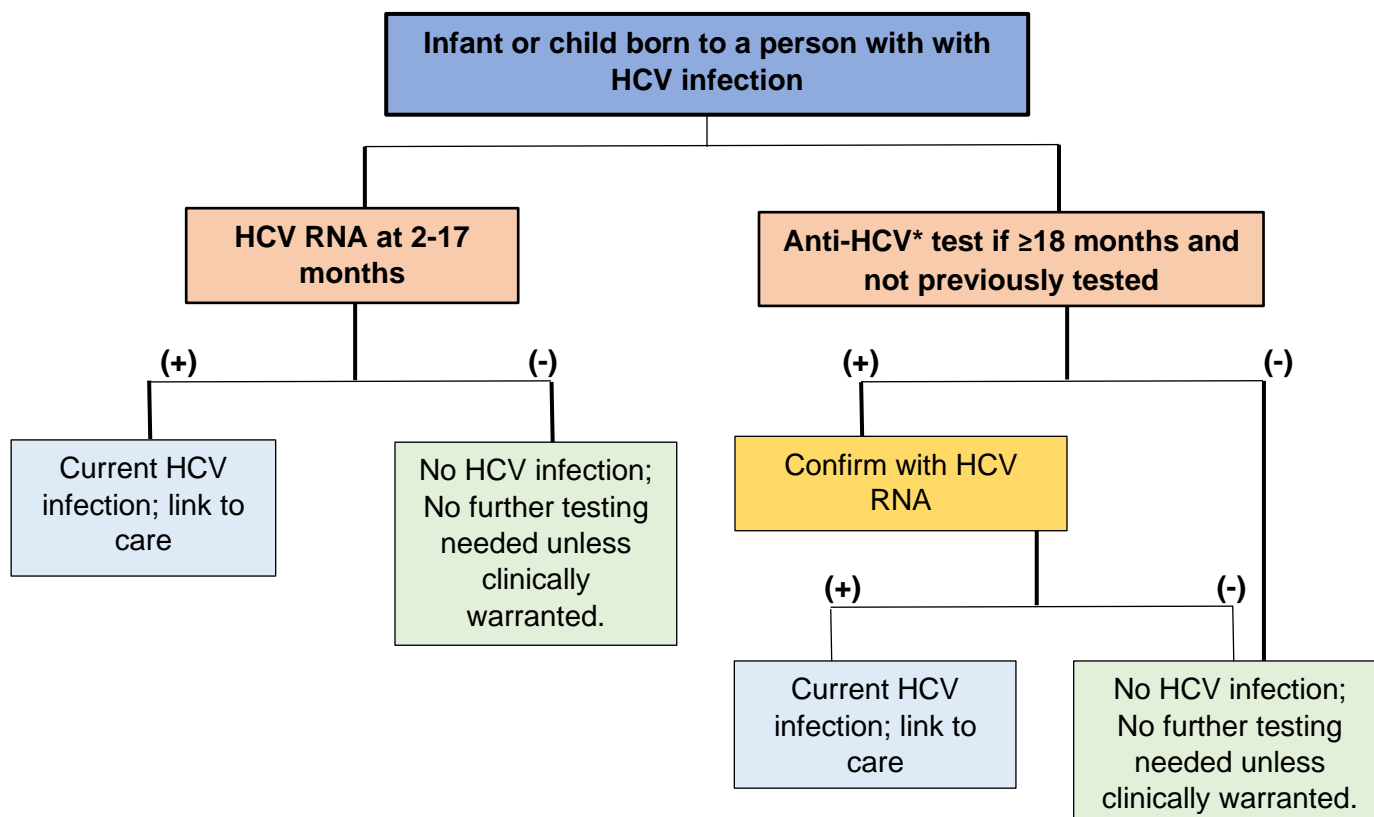 Infant or child born to a person with with
HCV infection
HCV RNA at 2-17
months
Anti-HCV* test if ≥18 months and
not previously tested
(+)
(-)
(+)
(-)
Current HCV
infection; link to
care
No HCV infection;
No further testing
needed unless
clinically
warranted.
Confirm with HCV
RNA
(+)
(-)
Current HCV
infection; link to
care
No HCV infection;
No further testing
needed unless
clinically warranted.